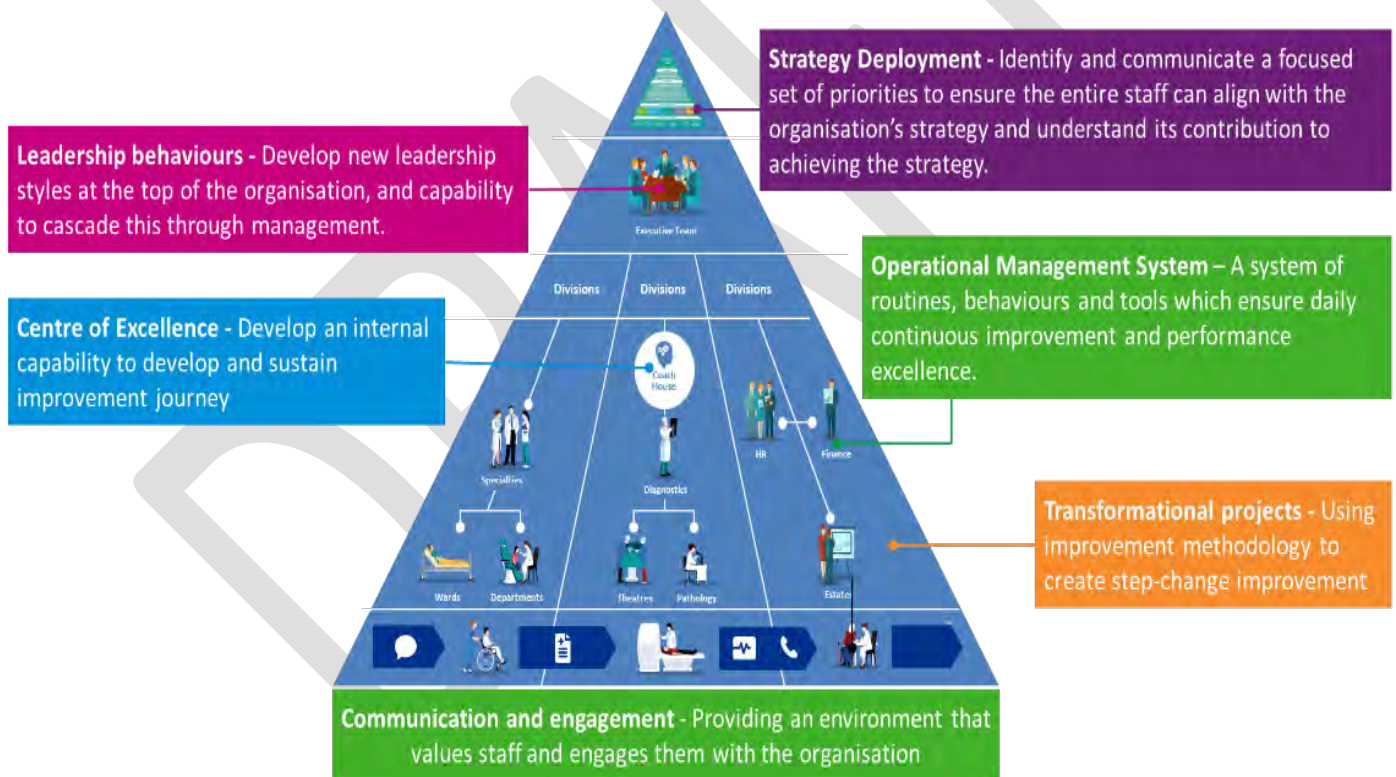 Strategy Deployment - Identify and communicate a focused
set of priorities to ensure the entire staff can align with the
organisation's strategy and understand its contribution to
achieving the strategy.
Leadership behaviours - Develop new leadership
styles at the top of the organisation, and capability
to cascade this through management.
Executive Team
Operational Management System – A system of
routines, behaviours and tools which ensure daily
continuous improvement and performance
excellence.
Divisions
Divisions
Divisions
Centre of Excellence - Develop an internal
capability to develop and sustain
improvement journey
Coach
House
HR
Finance
Specialties
Diagnostics
Transformational projects - Using
improvement methodology to
create step-change improvement
Wards
Departments
Theatres
Pathology
Estates
Communication and engagement - Providing an environment that
values staff and engages them with the organisation
DRAFT